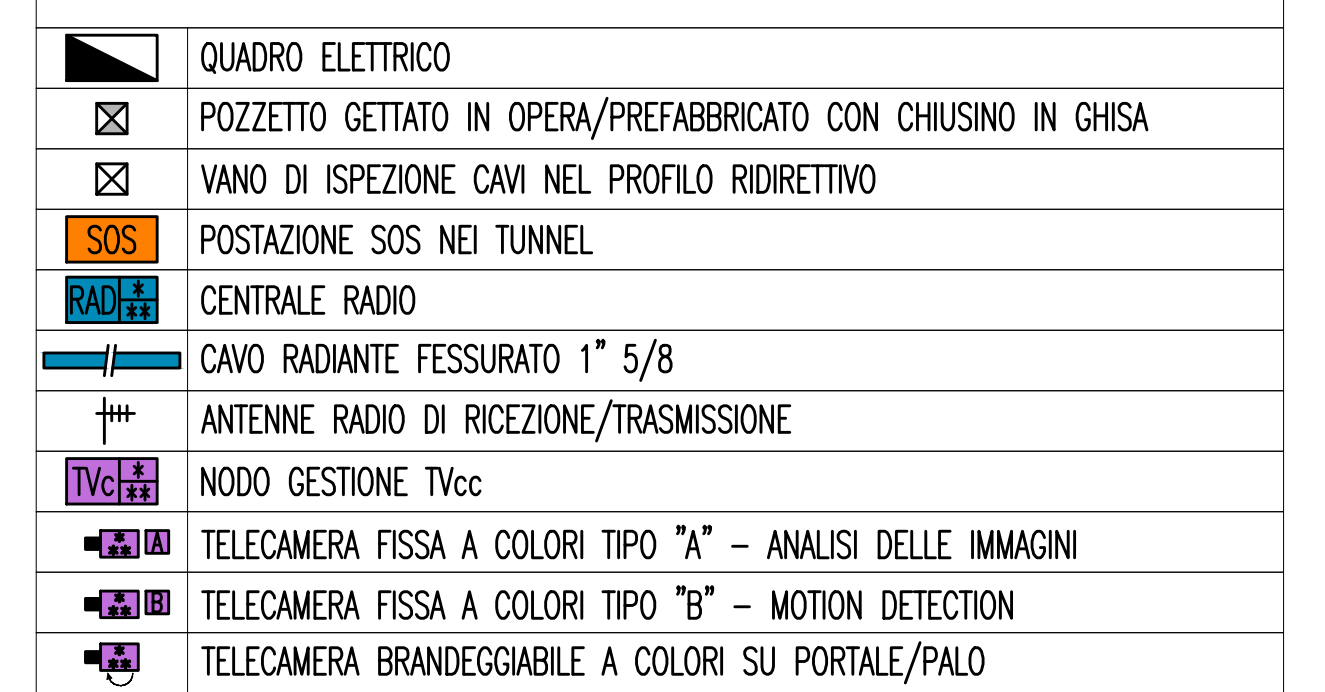 QUADRO ELETTRICO
POZZETTO GETTATO IN OPERA/PREFABBRICATO CON CHIUSINO IN GHISA
VANO DI ISPEZIONE CAVI NEL PROFILO RIDIRETTIVO
SOS POSTAZIONE SOS NEI TUNNEL
RAD * ** CENTRALE RADIO
CAVO RADIANTE FESSURATO 1" 5/8
ANTENNE RADIO DI RICEZIONE/TRASMISSIONE
TVc * ** NODO GESTIONE TVcc
* ** A TELECAMERA FISSA A COLORI TIPO "A" – ANALISI DELLE IMMAGINI
* ** B TELECAMERA FISSA A COLORI TIPO "B" – MOTION DETECTION
* ** TELECAMERA BRANDEGGIABILE A COLORI SU PORTALE/PALO